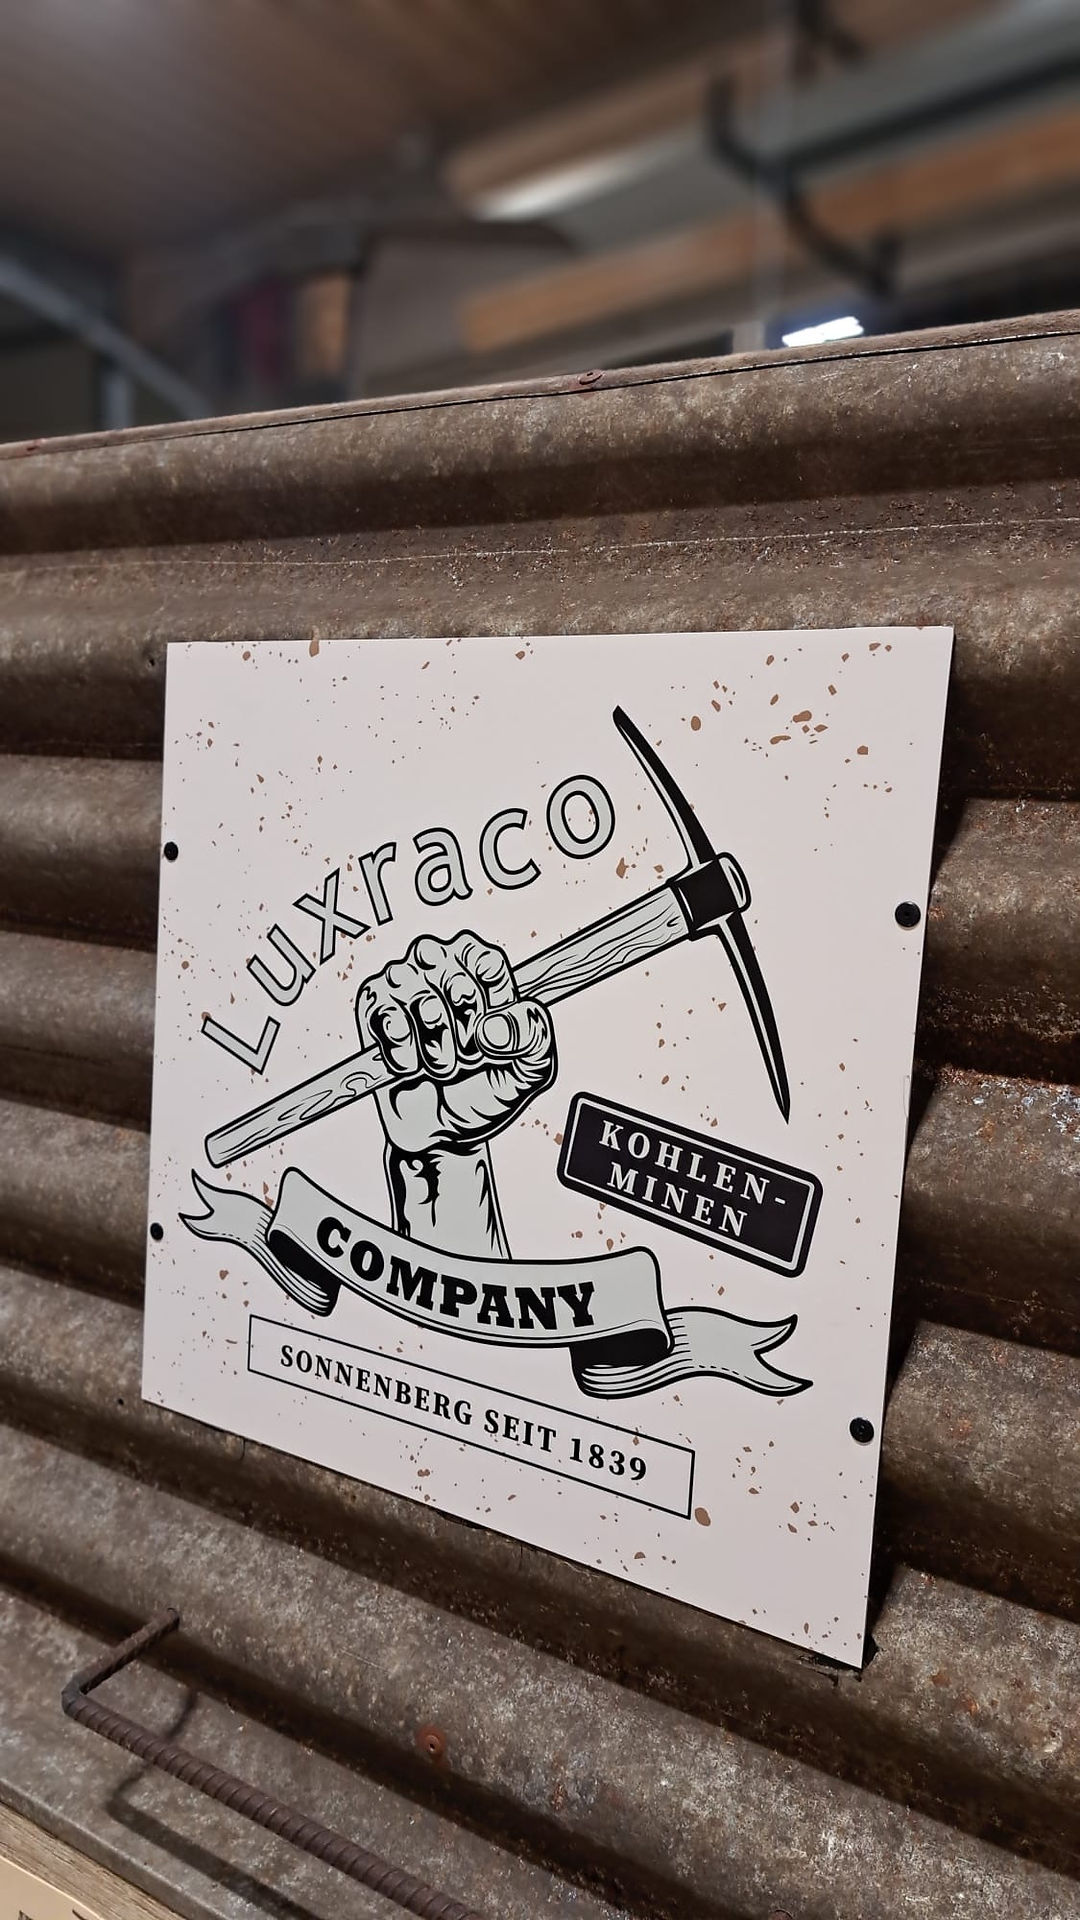 Luxraco
KOHLEN-
MINEN
COMPANY
SONNENBERG SEIT 1839